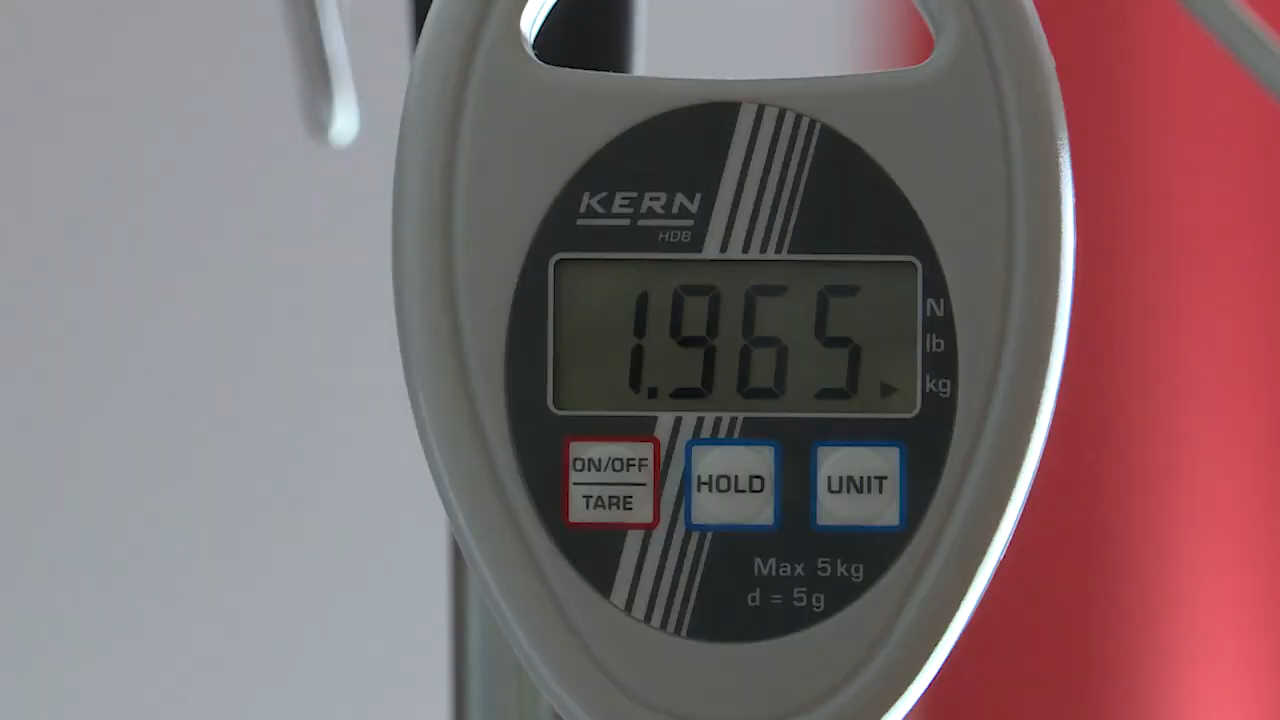 KERN
HDB
1.965
N
lb
kg
ON/OFF
TARE
HOLD
UNIT
Max 5kg
d = 5g